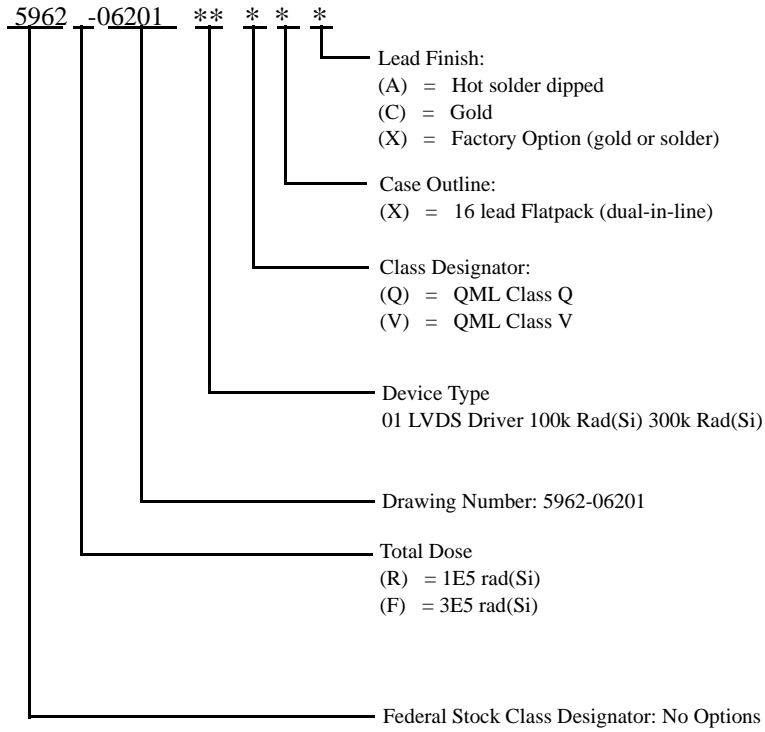 5962 -06201 ** * * *
Lead Finish:
(A) = Hot solder dipped
(C) = Gold
(X) = Factory Option (gold or solder)
Case Outline:
(X) = 16 lead Flatpack (dual-in-line)
Class Designator:
(Q) = QML Class Q
(V) = QML Class V
Device Type
01 LVDS Driver 100k Rad(Si) 300k Rad(Si)
Drawing Number: 5962-06201
Total Dose
(R) = 1E5 rad(Si)
(F) = 3E5 rad(Si)
Federal Stock Class Designator: No Options